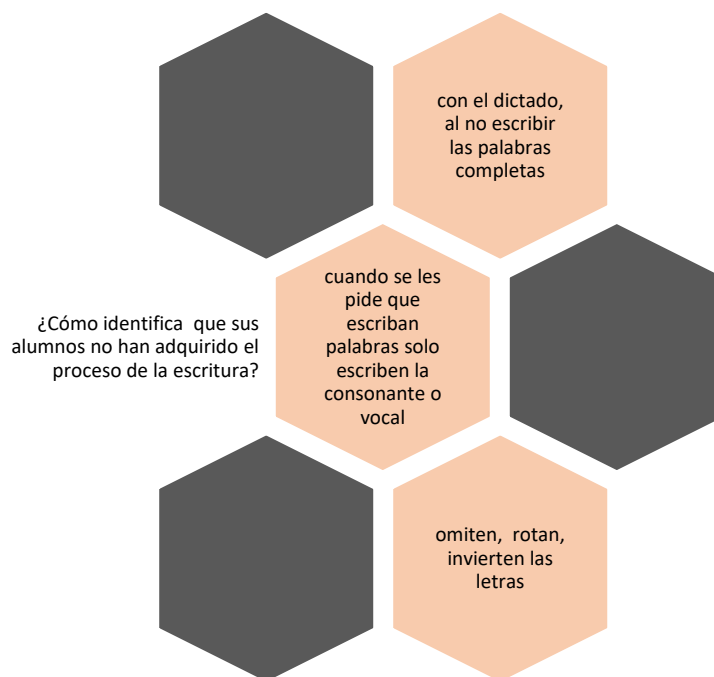 con el dictado,
al no escribir
las palabras
completas
¿Cómo identifica que sus
alumnos no han adquirido el
proceso de la escritura?
cuando se les
pide que
escriban
palabras solo
escriben la
consonante o
vocal
omiten, rotan,
invierten las
letras